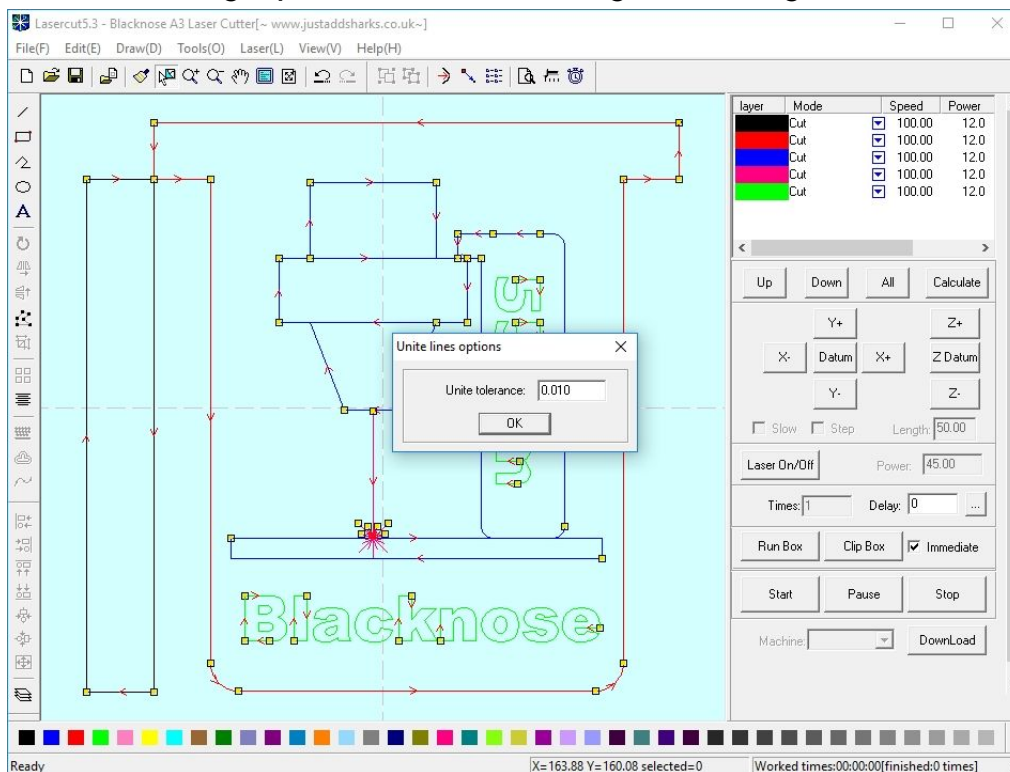 Lasercut5.3 - Blacknose A3 Laser Cutter[~ www.justaddsharks.co.uk~]
File(F) Edit(E) Draw(D) Tools(O) Laser(L) View(V) Help(H)
layer Mode Speed Power
Cut 100.00 12.0
Cut 100.00 12.0
Cut 100.00 12.0
Cut 100.00 12.0
Cut 100.00 12.0
Up Down All Calculate
Y+ Z+
X- Datum X+ Z Datum
Y- Z-
Slow Step Length: 50.00
Laser On/Off Power: 45.00
Times: 1 Delay: 0 ...
Run Box Clip Box Immediate
Start Pause Stop
Machine: DownLoad
Unite lines options
Unite tolerance: 0.010
OK
Blacknose
Ready X=163.88 Y=160.08 selected=0 Worked times:00:00:00[finished:0 times]